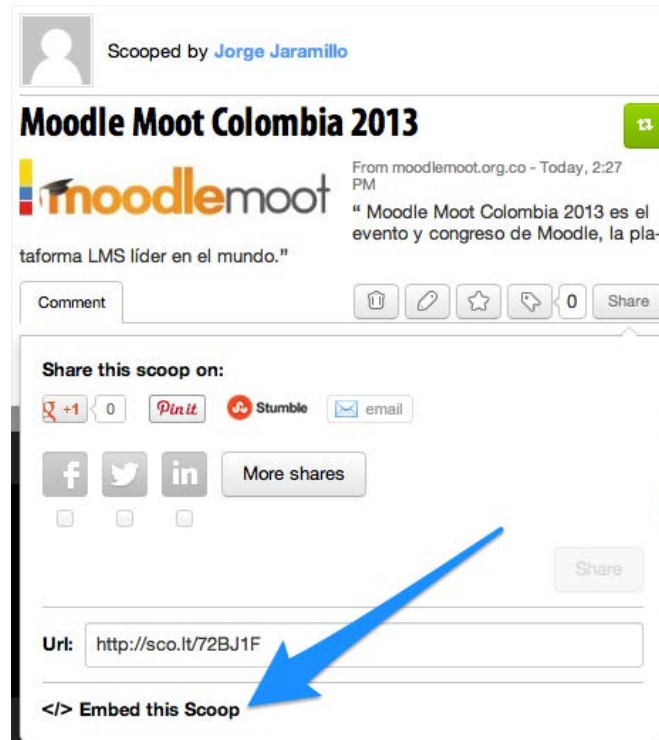 Scooped by Jorge Jaramillo
Moodle Moot Colombia 2013
moodlemoot
From moodlemoot.org.co - Today, 2:27
PM
“ Moodle Moot Colombia 2013 es el
evento y congreso de Moodle, la pla-
taforma LMS líder en el mundo.”
Comment
0
Share
Share this scoop on:
g +1 0 Pin it Stumble email
f in More shares
Share
Url: http://sco.lt/72BJ1F
</> Embed this Scoop